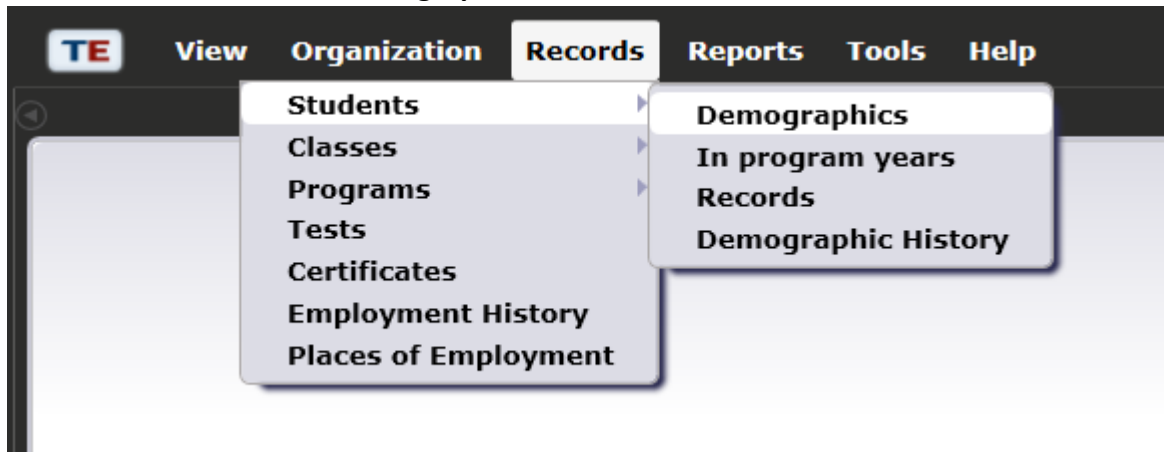 TE View Organization Records Reports Tools Help
Students
Classes
Programs
Tests
Certificates
Employment History
Places of Employment
Demographics
In program years
Records
Demographic History